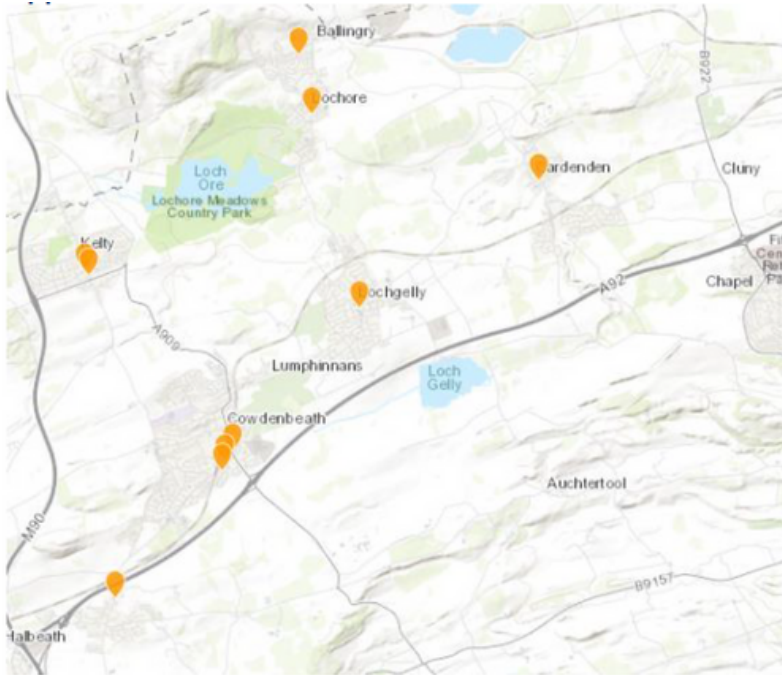 Ballingry
B922
Lochore
Loch
Ore
ardenden
Cluny
Lochore Meadows
Country Park
Kelty
Chapel
ochgelly
A92
A909
Lumphinnans
Loch
Gelly
Cowdenbeath
Auchtertool
M90
B9157
Halbeath